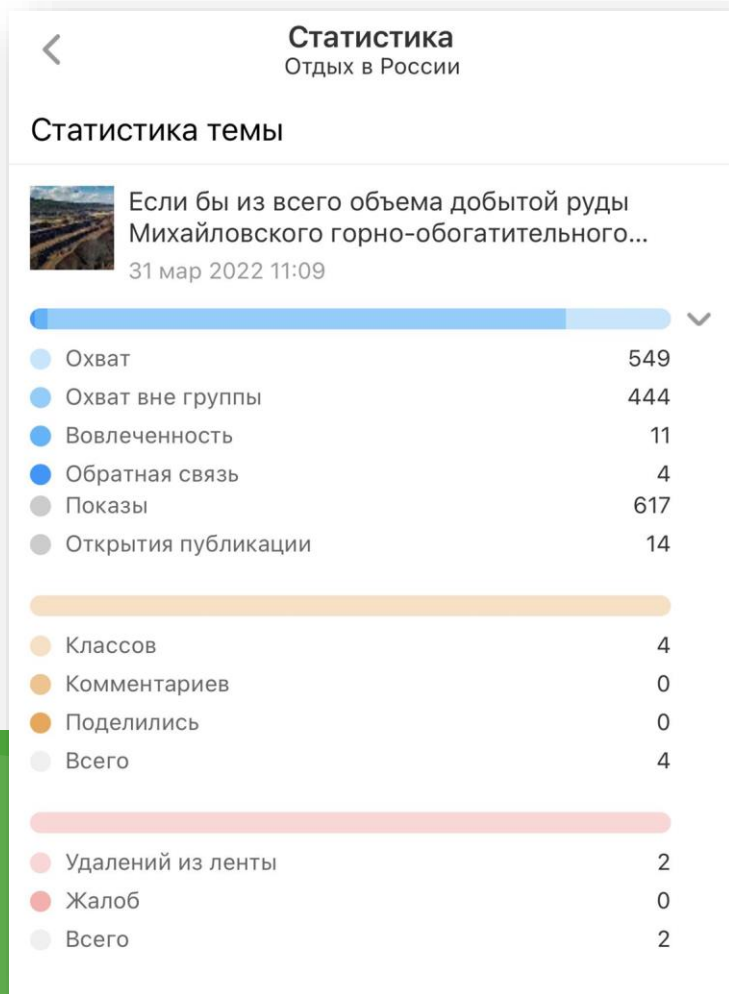 Статистика
Отдых в России
Статистика темы
Если бы из всего объема добытой руды
Михайловского горно-обогатительного...
31 мар 2022 11:09
Охват 549
Охват вне группы 444
Вовлеченность 11
Обратная связь 4
Показы 617
Открытия публикации 14
Классов 4
Комментариев 0
Поделились 0
Всего 4
Удалений из ленты 2
Жалоб 0
Всего 2